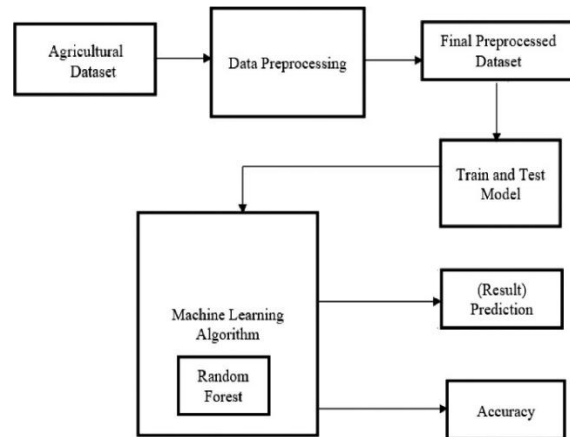 Agricultural
Dataset
Data Preprocessing
Final Preprocessed
Dataset
Train and Test
Model
Machine Learning
Algorithm
Random
Forest
(Result)
Prediction
Accuracy